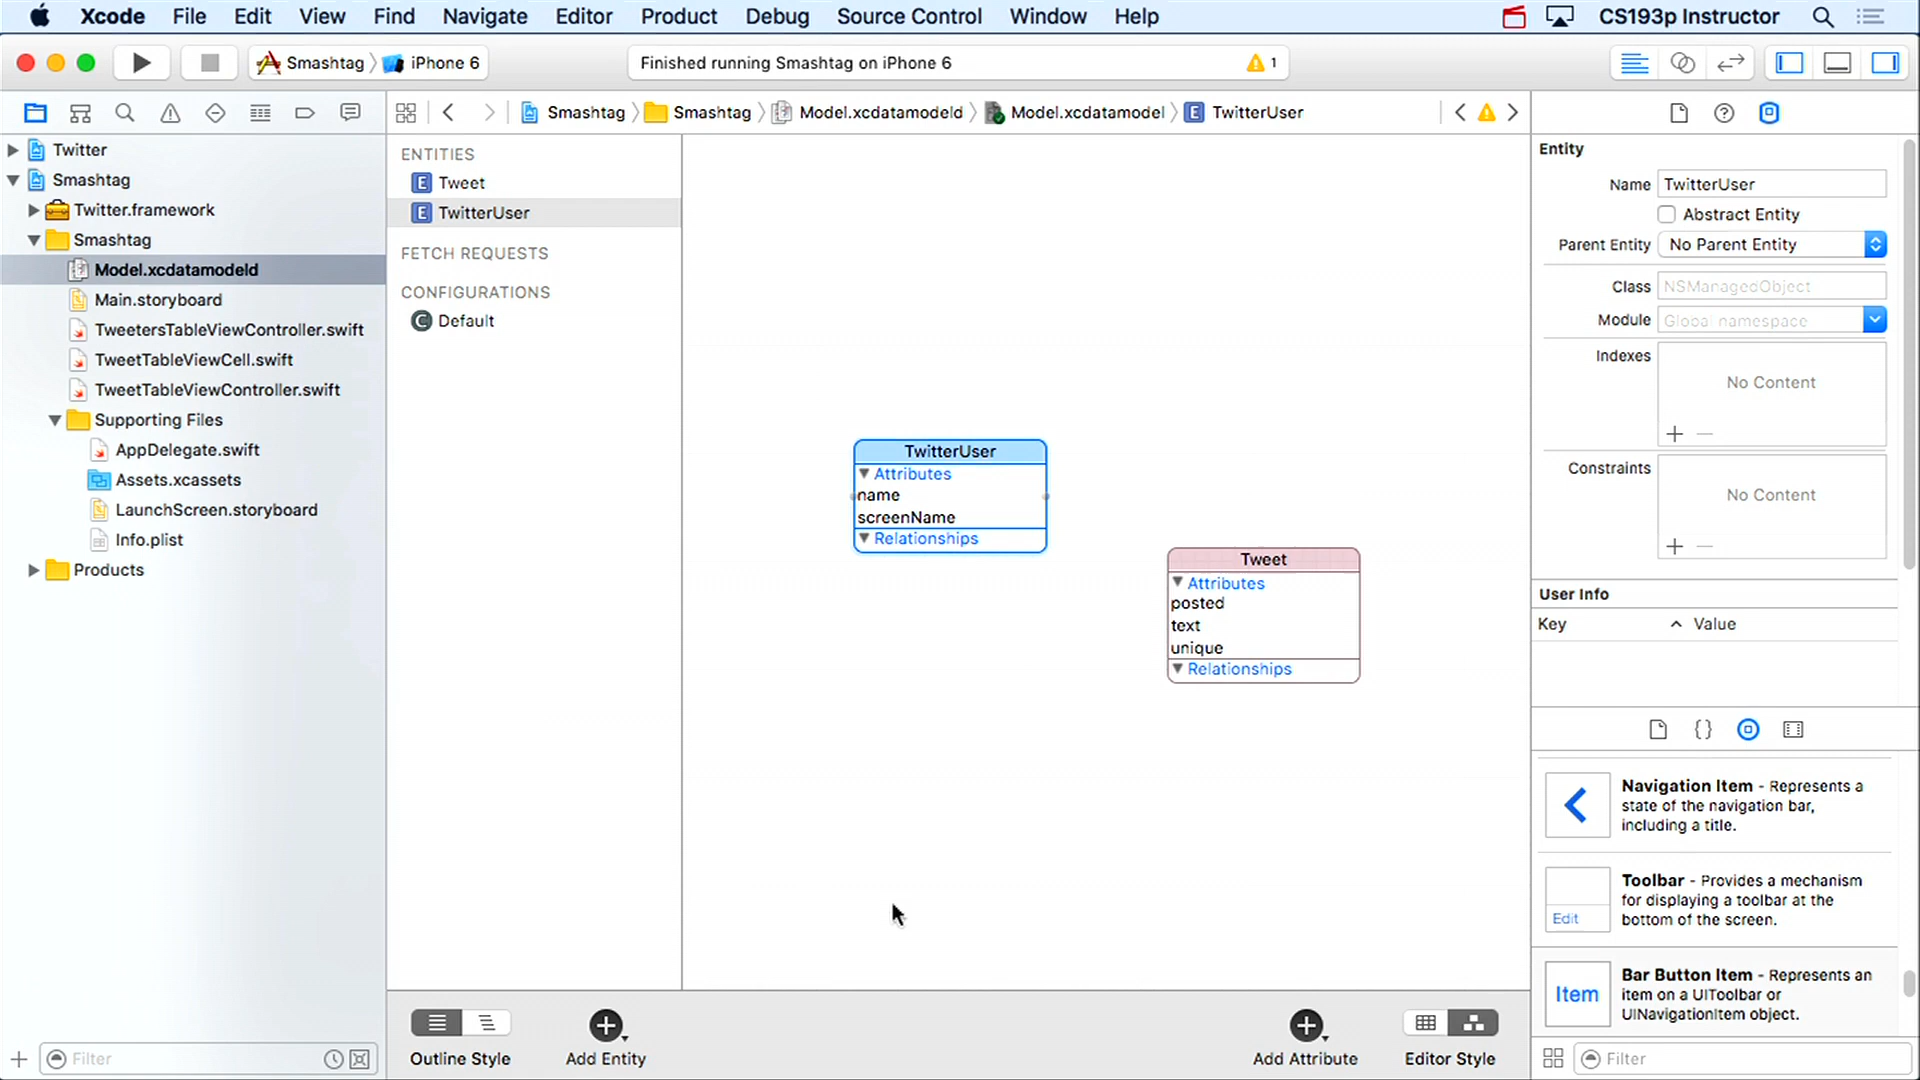 Xcode File Edit View Find Navigate Editor Product Debug Source Control Window Help CS193p Instructor
Smashtag iPhone 6 Finished running Smashtag on iPhone 6 1
Smashtag Smashtag Model.xcdatamodeld Model.xcdatamodel E TwitterUser
Twitter
Smashtag
Twitter.framework
Smashtag
Model.xcdatamodeld
Main.storyboard
TweetersTableViewController.swift
TweetTableViewCell.swift
TweetTableViewController.swift
Supporting Files
AppDelegate.swift
Assets.xcassets
LaunchScreen.storyboard
Info.plist
Products
Filter
ENTITIES
E Tweet
E TwitterUser
FETCH REQUESTS
CONFIGURATIONS
C Default
TwitterUser
Attributes
name
screenName
Relationships
Tweet
Attributes
posted
text
unique
Relationships
Outline Style
Add Entity
Add Attribute
Editor Style
Entity
Name TwitterUser
Abstract Entity
Parent Entity No Parent Entity
Class NSManagedObject
Module Global namespace
Indexes
No Content
Constraints
No Content
User Info
Key Value
Navigation Item - Represents a
state of the navigation bar,
including a title.
Edit
Toolbar - Provides a mechanism
for displaying a toolbar at the
bottom of the screen.
Item
Bar Button Item - Represents an
item on a UIToolbar or
UINavigationItem object.
Filter